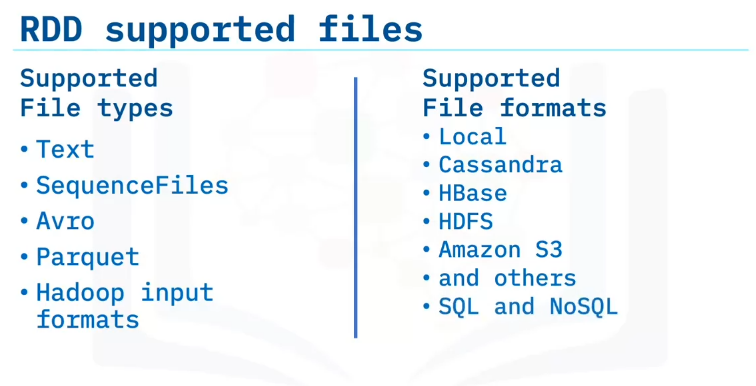 RDD supported files
Supported
File types
• Text
• SequenceFiles
• Avro
• Parquet
• Hadoop input
formats
Supported
File formats
• Local
• Cassandra
• HBase
• HDFS
• Amazon S3
• and others
• SQL and NoSQL